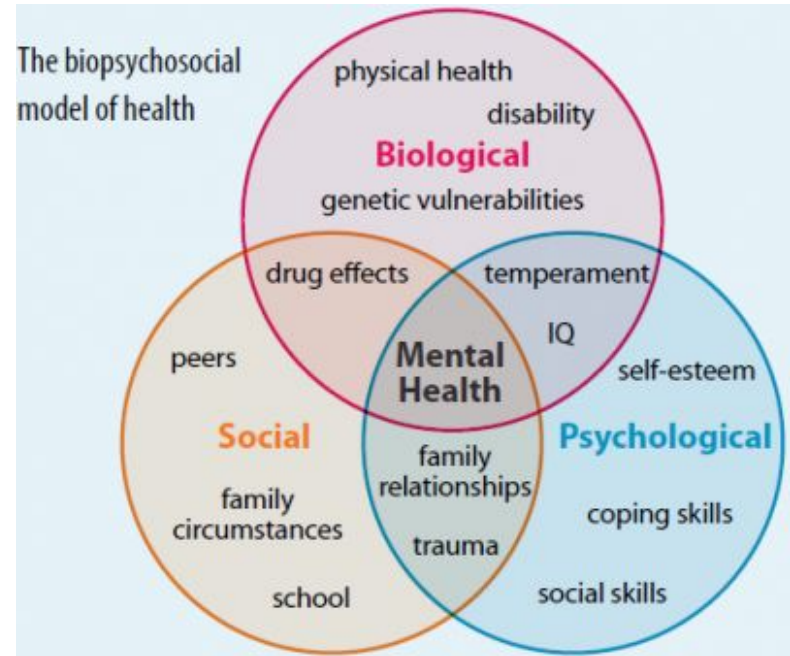 The biopsychosocial
model of health
physical health
disability
Biological
genetic vulnerabilities
drug effects
temperament
IQ
Mental
Health
peers
self-esteem
Social
Psychological
family
relationships
family
circumstances
coping skills
trauma
school
social skills